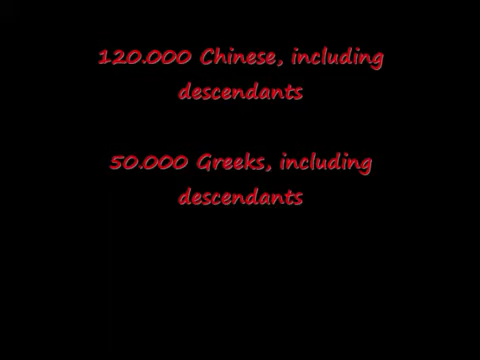 120.000 Chinese, including
descendants
50.000 Greeks, including
descendants